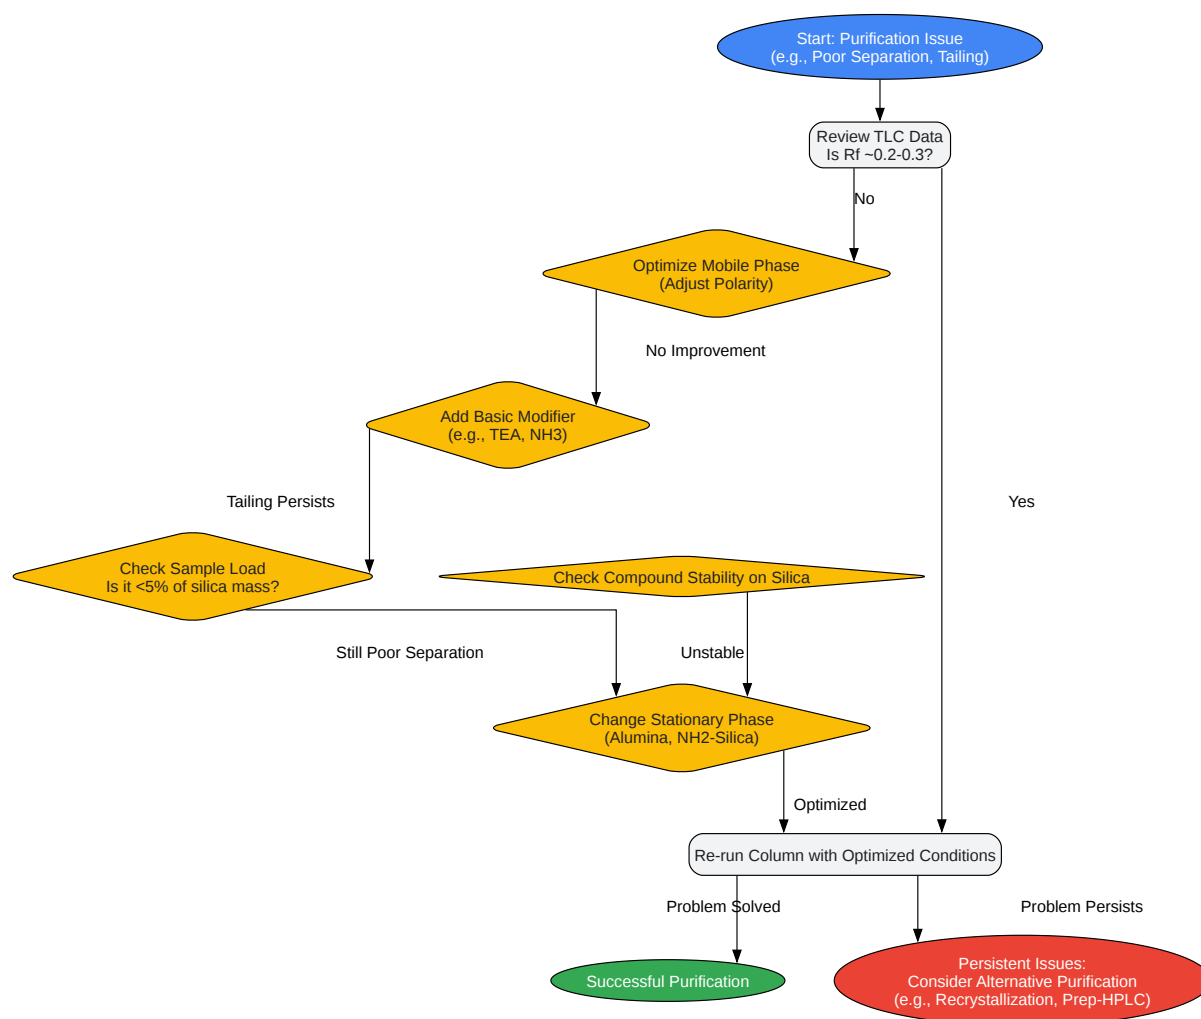 Start: Purification Issue
(e.g., Poor Separation, Tailing)
Review TLC Data
Is Rf ~0.2-0.3?
No
Optimize Mobile Phase
(Adjust Polarity)
No Improvement
Add Basic Modifier
(e.g., TEA, NH3)
Tailing Persists
Yes
Check Sample Load
Is it <5% of silica mass?
Check Compound Stability on Silica
Still Poor Separation
Unstable
Change Stationary Phase
(Alumina, NH2-Silica)
Optimized
Re-run Column with Optimized Conditions
Problem Solved
Problem Persists
Successful Purification
Persistent Issues:
Consider Alternative Purification
(e.g., Recrystallization, Prep-HPLC)